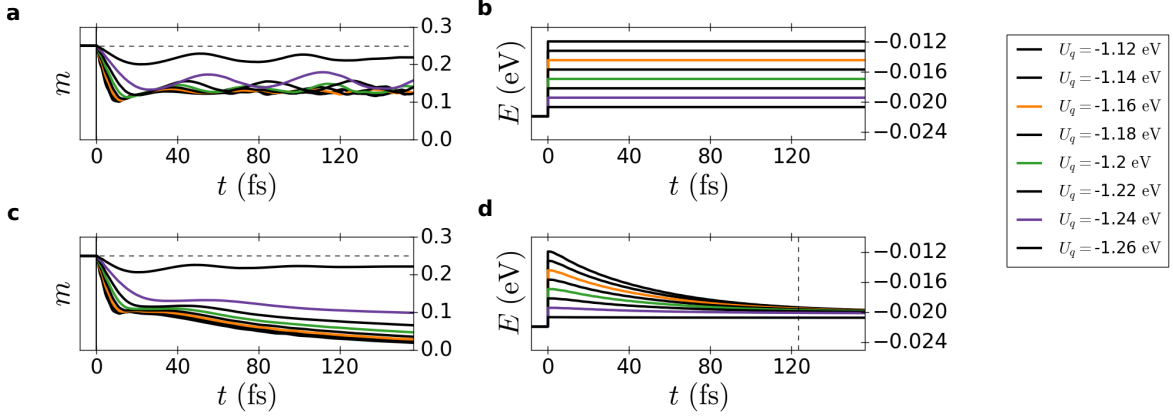 a
0.3
0.2
0.1
0.0
m
0 40 80 120
t (fs)
b
−0.012
−0.016
−0.020
−0.024
E (eV)
0 40 80 120
t (fs)
U_q = -1.12 eV
U_q = -1.14 eV
U_q = -1.16 eV
U_q = -1.18 eV
U_q = -1.2 eV
U_q = -1.22 eV
U_q = -1.24 eV
U_q = -1.26 eV
c
0.3
0.2
0.1
0.0
m
0 40 80 120
t (fs)
d
−0.012
−0.016
−0.020
−0.024
E (eV)
0 40 80 120
t (fs)